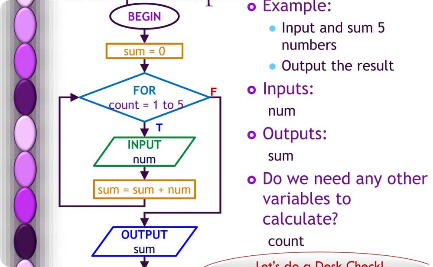 BEGIN
sum = 0
FOR
count = 1 to 5
F
T
INPUT
num
sum = sum + num
OUTPUT
sum
Example:
Input and sum 5
numbers
Output the result
Inputs:
num
Outputs:
sum
Do we need any other
variables to
calculate?
count
Let's do a Desk Check!